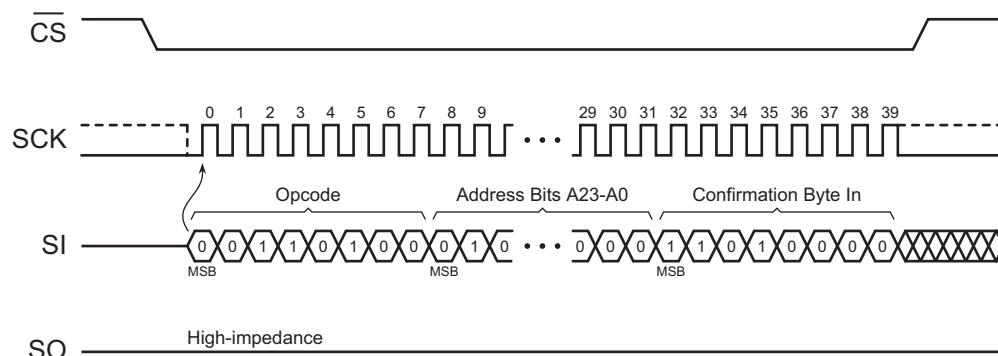 CS
0 1 2 3 4 5 6 7 8 9 29 30 31 32 33 34 35 36 37 38 39
SCK
Opcode Address Bits A23-A0 Confirmation Byte In
SI 0 0 1 1 0 1 0 0 0 1 0 0 0 0 1 1 0 1 0 0 0 0
MSB MSB MSB
High-impedance
SO